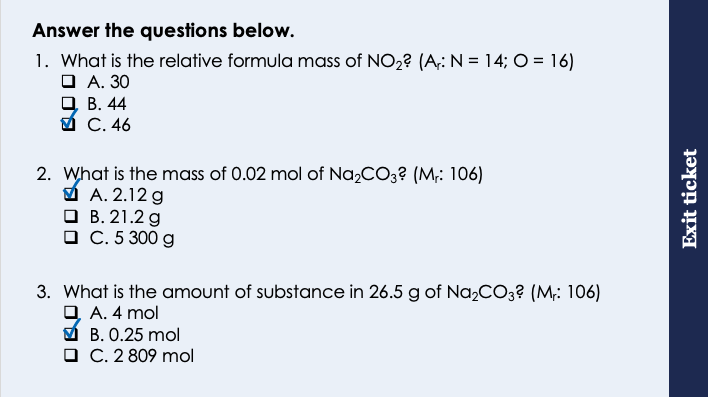 Answer the questions below.
1. What is the relative formula mass of NO₂? (Aᵣ: N = 14; O = 16)
❑ A. 30
❑ B. 44
☑ C. 46
2. What is the mass of 0.02 mol of Na₂CO₃? (Mᵣ: 106)
☑ A. 2.12 g
❑ B. 21.2 g
❑ C. 5 300 g
3. What is the amount of substance in 26.5 g of Na₂CO₃? (Mᵣ: 106)
❑ A. 4 mol
☑ B. 0.25 mol
❑ C. 2 809 mol
Exit ticket